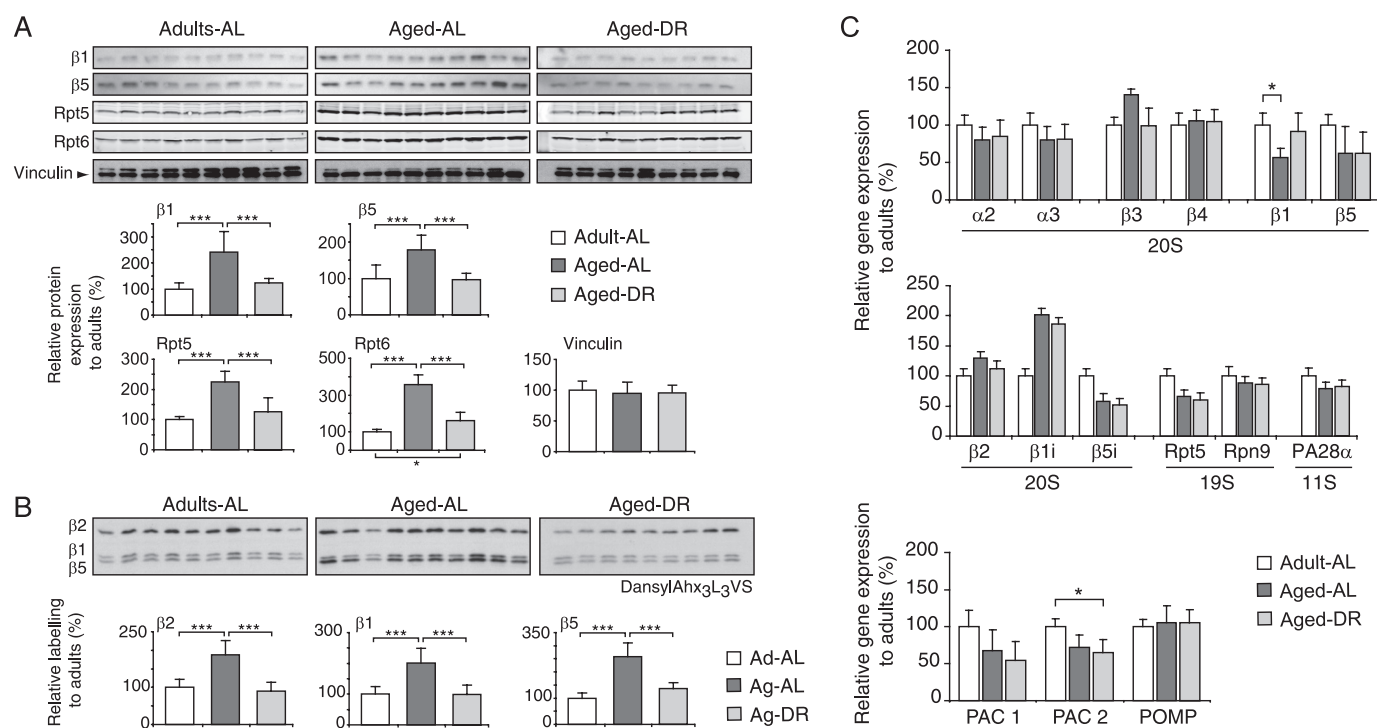 A
Adults-AL Aged-AL Aged-DR
β1
β5
Rpt5
Rpt6
Vinculin ►
Relative protein
expression
to adults (%)
β1
*** ***
300
200
100
0
β5
*** ***
300
200
100
0
Adult-AL
Aged-AL
Aged-DR
Rpt5
*** ***
300
200
100
0
Rpt6
*** ***
500
300
100
0
*
Vinculin
150
100
50
0
B
Adults-AL Aged-AL Aged-DR
β2
β1
β5
DansylAhx3L3VS
Relative labelling
to adults (%)
β2
*** ***
250
100
0
β1
*** ***
300
100
0
β5
*** ***
350
100
0
Ad-AL
Ag-AL
Ag-DR
C
Relative gene expression
to adults (%)
200
150
100
50
0
*
α2 α3 β3 β4 β1 β5
20S
Relative gene expression
to adults (%)
250
200
150
100
50
0
β2 β1i β5i Rpt5 Rpn9 PA28α
20S 19S 11S
Relative gene expression
to adults (%)
200
150
100
50
0
*
PAC 1 PAC 2 POMP
Adult-AL
Aged-AL
Aged-DR